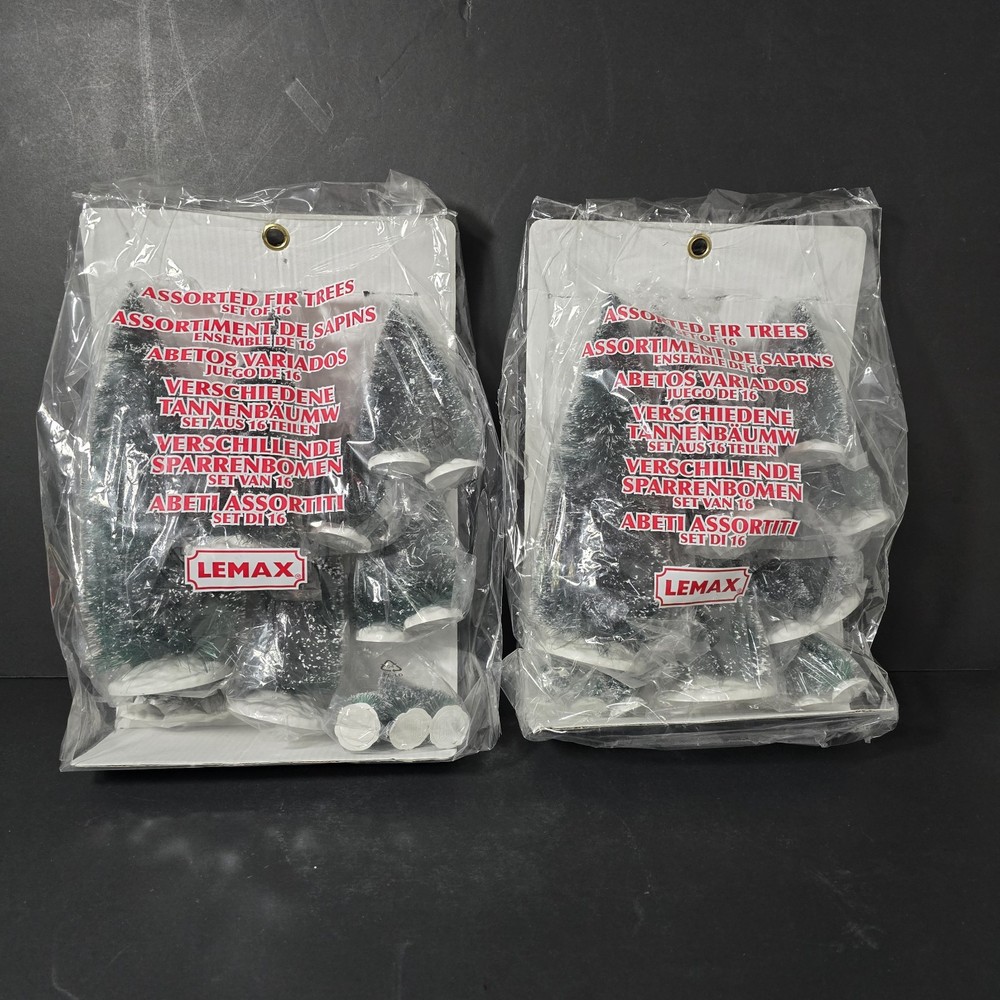 ASSORTED FIR TREES
SET OF 16
ASSORTIMENT DE SAPINS
ENSEMBLE DE 16
ABETOS VARIADOS
JUEGO DE 16
VERSCHIEDENE
TANNENBÄUMW
SET AUS 16 TEILEN
VERSCHILLENDE
SPARRENBOMEN
SET VAN 16
ABETI ASSORTITI
SET DI 16
LEMAX
ASSORTED FIR TREES
SET OF 16
ASSORTIMENT DE SAPINS
ENSEMBLE DE 16
ABETOS VARIADOS
JUEGO DE 16
VERSCHIEDENE
TANNENBÄUMW
SET AUS 16 TEILEN
VERSCHILLENDE
SPARRENBOMEN
SET VAN 16
ABETI ASSORTITI
SET DI 16
LEMAX